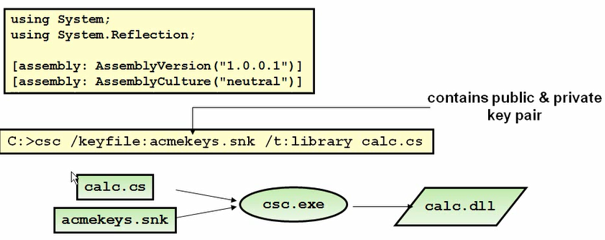 using System;
using System.Reflection;
[assembly: AssemblyVersion("1.0.0.1")]
[assembly: AssemblyCulture("neutral")]
contains public & private
key pair
C:>csc /keyfile:acmekeys.snk /t:library calc.cs
calc.cs
acmekeys.snk
csc.exe
calc.dll